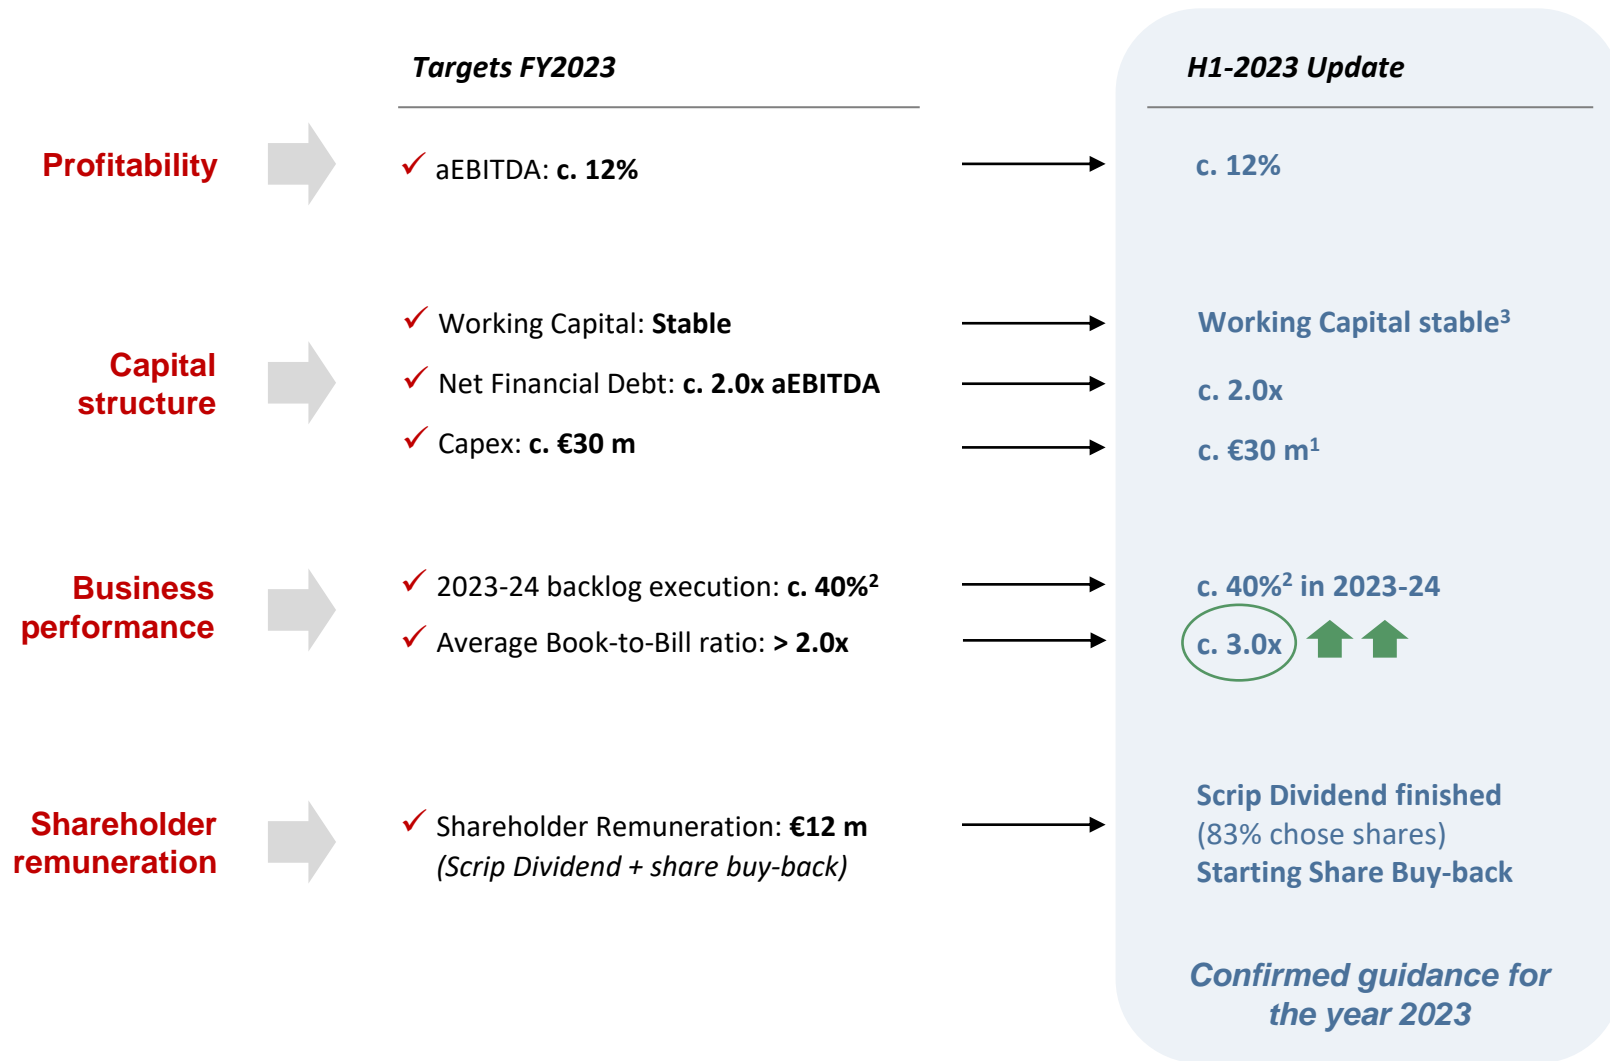 Targets FY2023
H1-2023 Update
Profitability
✓ aEBITDA: c. 12%
c. 12%
Capital
structure
✓ Working Capital: Stable
Working Capital stable³
✓ Net Financial Debt: c. 2.0x aEBITDA
c. 2.0x
✓ Capex: c. €30 m
c. €30 m¹
Business
performance
✓ 2023-24 backlog execution: c. 40%²
c. 40%² in 2023-24
✓ Average Book-to-Bill ratio: > 2.0x
c. 3.0x
Shareholder
remuneration
✓ Shareholder Remuneration: €12 m
(Scrip Dividend + share buy-back)
Scrip Dividend finished
(83% chose shares)
Starting Share Buy-back
Confirmed guidance for
the year 2023